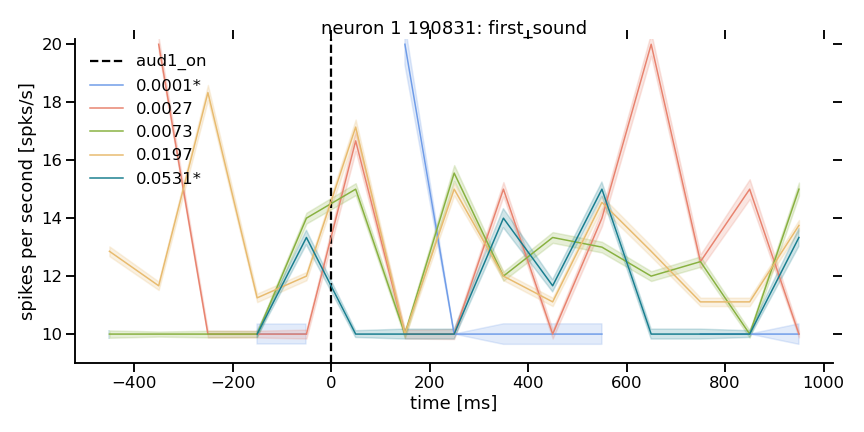 neuron 1 190831: first_sound
aud1_on
0.0001*
0.0027
0.0073
0.0197
0.0531*
spikes per second [spks/s]
20
18
16
14
12
10
−400 −200 0 200 400 600 800 1000
time [ms]